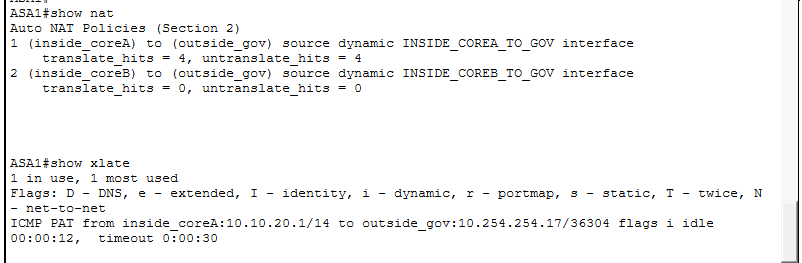 ASA1#show nat
Auto NAT Policies (Section 2)
1 (inside_coreA) to (outside_gov) source dynamic INSIDE_COREA_TO_GOV interface
    translate_hits = 4, untranslate_hits = 4
2 (inside_coreB) to (outside_gov) source dynamic INSIDE_COREB_TO_GOV interface
    translate_hits = 0, untranslate_hits = 0
ASA1#show xlate
1 in use, 1 most used
Flags: D - DNS, e - extended, I - identity, i - dynamic, r - portmap, s - static, T - twice, N
- net-to-net
ICMP PAT from inside_coreA:10.10.20.1/14 to outside_gov:10.254.254.17/36304 flags i idle
00:00:12,  timeout 0:00:30